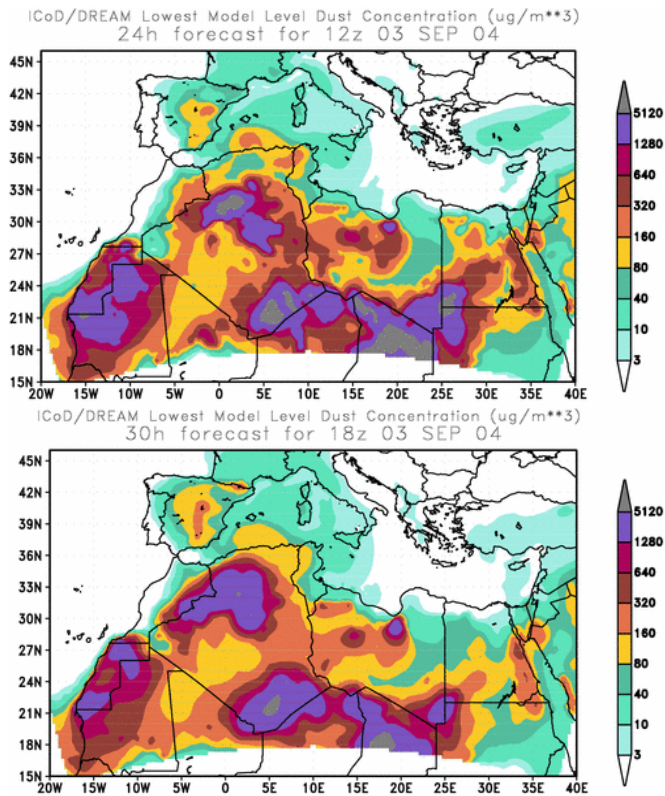 ICoD/DREAM Lowest Model Level Dust Concentration (ug/m**3)
24h forecast for 12z 03 SEP 04
45N
42N
39N
36N
33N
30N
27N
24N
21N
18N
15N
20W 15W 10W 5W 0 5E 10E 15E 20E 25E 30E 35E 40E
5120
1280
640
320
160
80
40
10
3
ICoD/DREAM Lowest Model Level Dust Concentration (ug/m**3)
30h forecast for 18z 03 SEP 04
45N
42N
39N
36N
33N
30N
27N
24N
21N
18N
15N
20W 15W 10W 5W 0 5E 10E 15E 20E 25E 30E 35E 40E
5120
1280
640
320
160
80
40
10
3